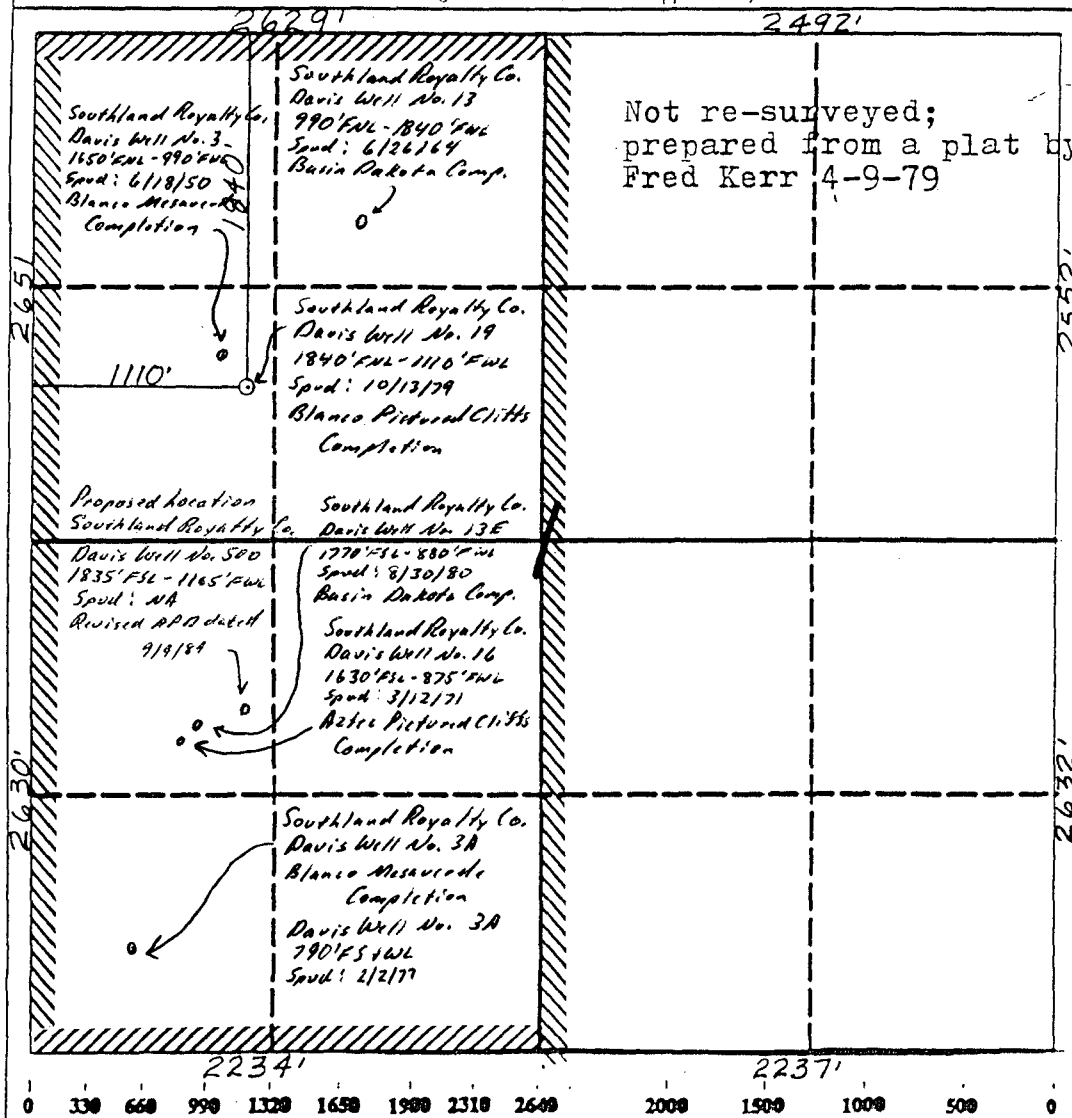 2629'
2492'
Southland Royalty Co.
Davis Well No. 3
1650'FNL-990'FWL
Spud: 6/18/50
Blanco Mesaverde
Completion
1840'
Southland Royalty Co.
Davis Well No. 13
990'FNL-1840'FWL
Spud: 6/26/64
Basin Dakota Comp.
Not re-surveyed;
prepared from a plat by
Fred Kerr 4-9-79
2651
2552'
1110'
Southland Royalty Co.
Davis Well No. 19
1840'FNL-1110'FWL
Spud: 10/13/79
Blanco Pictured Cliffs
Completion
Proposed Location
Southland Royalty Co.
Davis Well No. 500
1835'FSL-1165'FWL
Spud: NA
Revised APD dated
Southland Royalty Co.
Davis Well No. 13E
1770'FSL-880'FWL
Spud: 8/30/80
Basin Dakota Comp.
Southland Royalty Co.
Davis Well No. 16
1630'FSL-875'FWL
Spud: 3/12/71
Aztec Pictured Cliffs
Completion
2630'
2632'
Southland Royalty Co.
Davis Well No. 3A
Blanco Mesaverde
Completion
Davis Well No. 3A
790'FS+WL
Spud: 2/2/77
2234'
2237'
0 330 660 990 1320 1650 1980 2310 2640 2000 1500 1000 500 0